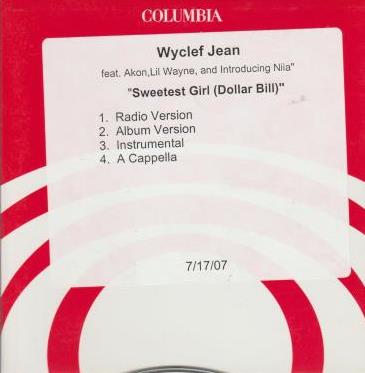 COLUMBIA
Wyclef Jean
feat. Akon,Lil Wayne, and Introducing Niia"
"Sweetest Girl (Dollar Bill)"
1. Radio Version
2. Album Version
3. Instrumental
4. A Cappella
7/17/07